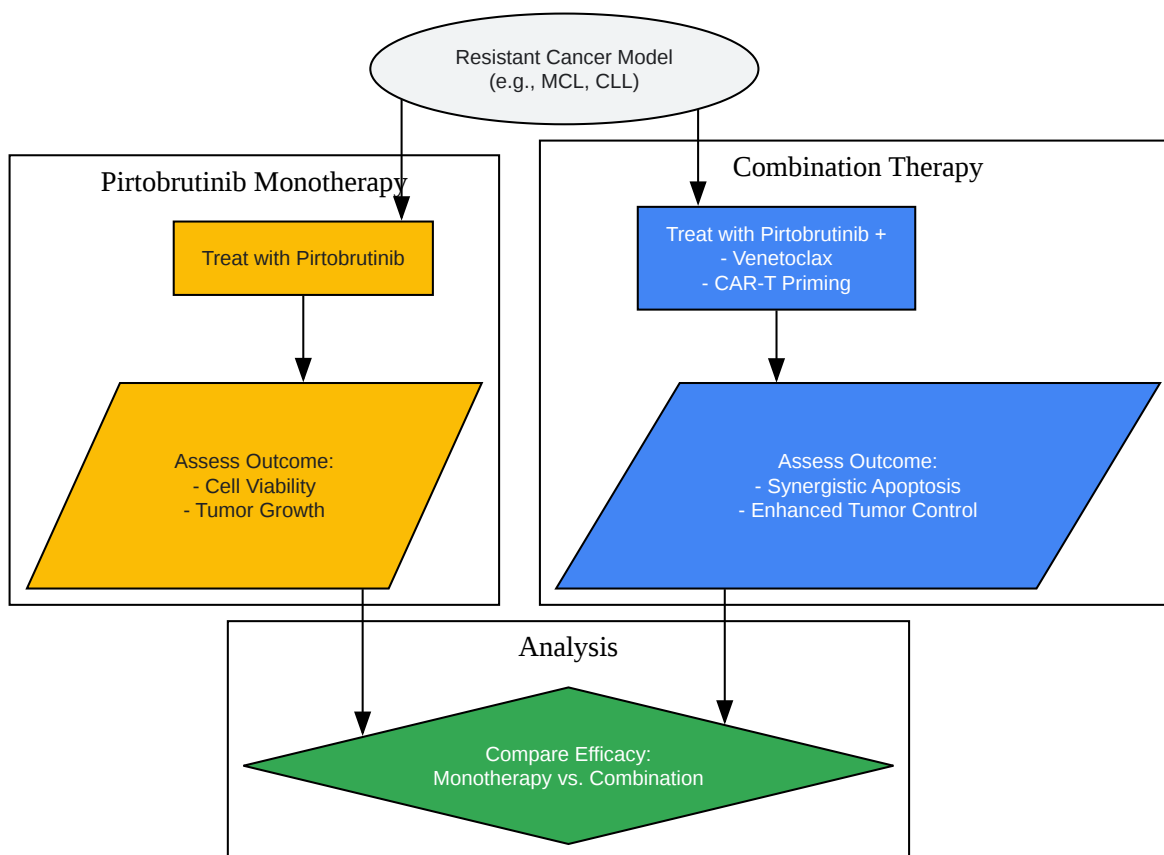 Resistant Cancer Model
(e.g., MCL, CLL)
Pirtobrutinib Monotherapy
Treat with Pirtobrutinib
Assess Outcome:
- Cell Viability
- Tumor Growth
Combination Therapy
Treat with Pirtobrutinib +
- Venetoclax
- CAR-T Priming
Assess Outcome:
- Synergistic Apoptosis
- Enhanced Tumor Control
Analysis
Compare Efficacy:
Monotherapy vs. Combination